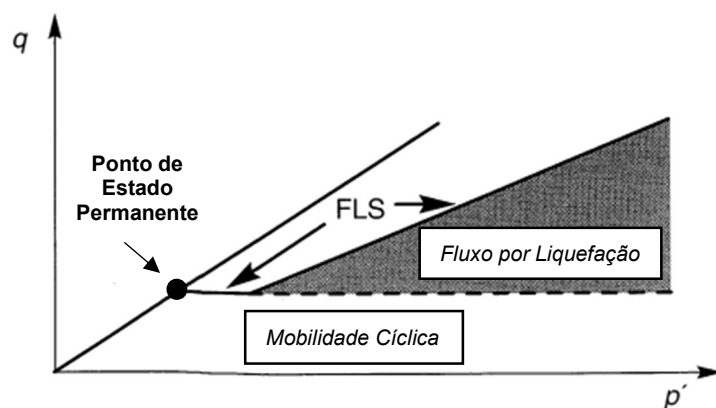 q
Ponto de
Estado
Permanente
FLS
Fluxo por Liquefação
Mobilidade Cíclica
p´